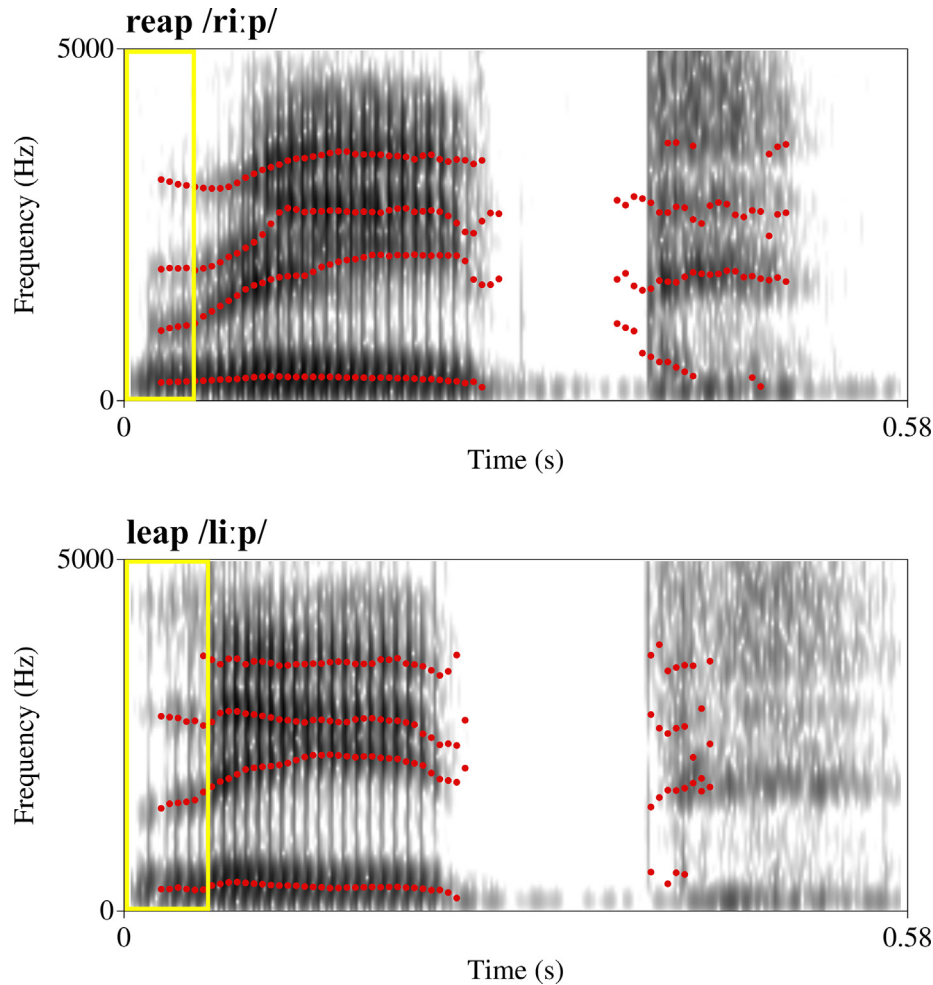 reap /riːp/
5000
Frequency (Hz)
0
0
0.58
Time (s)
leap /liːp/
5000
Frequency (Hz)
0
0
0.58
Time (s)